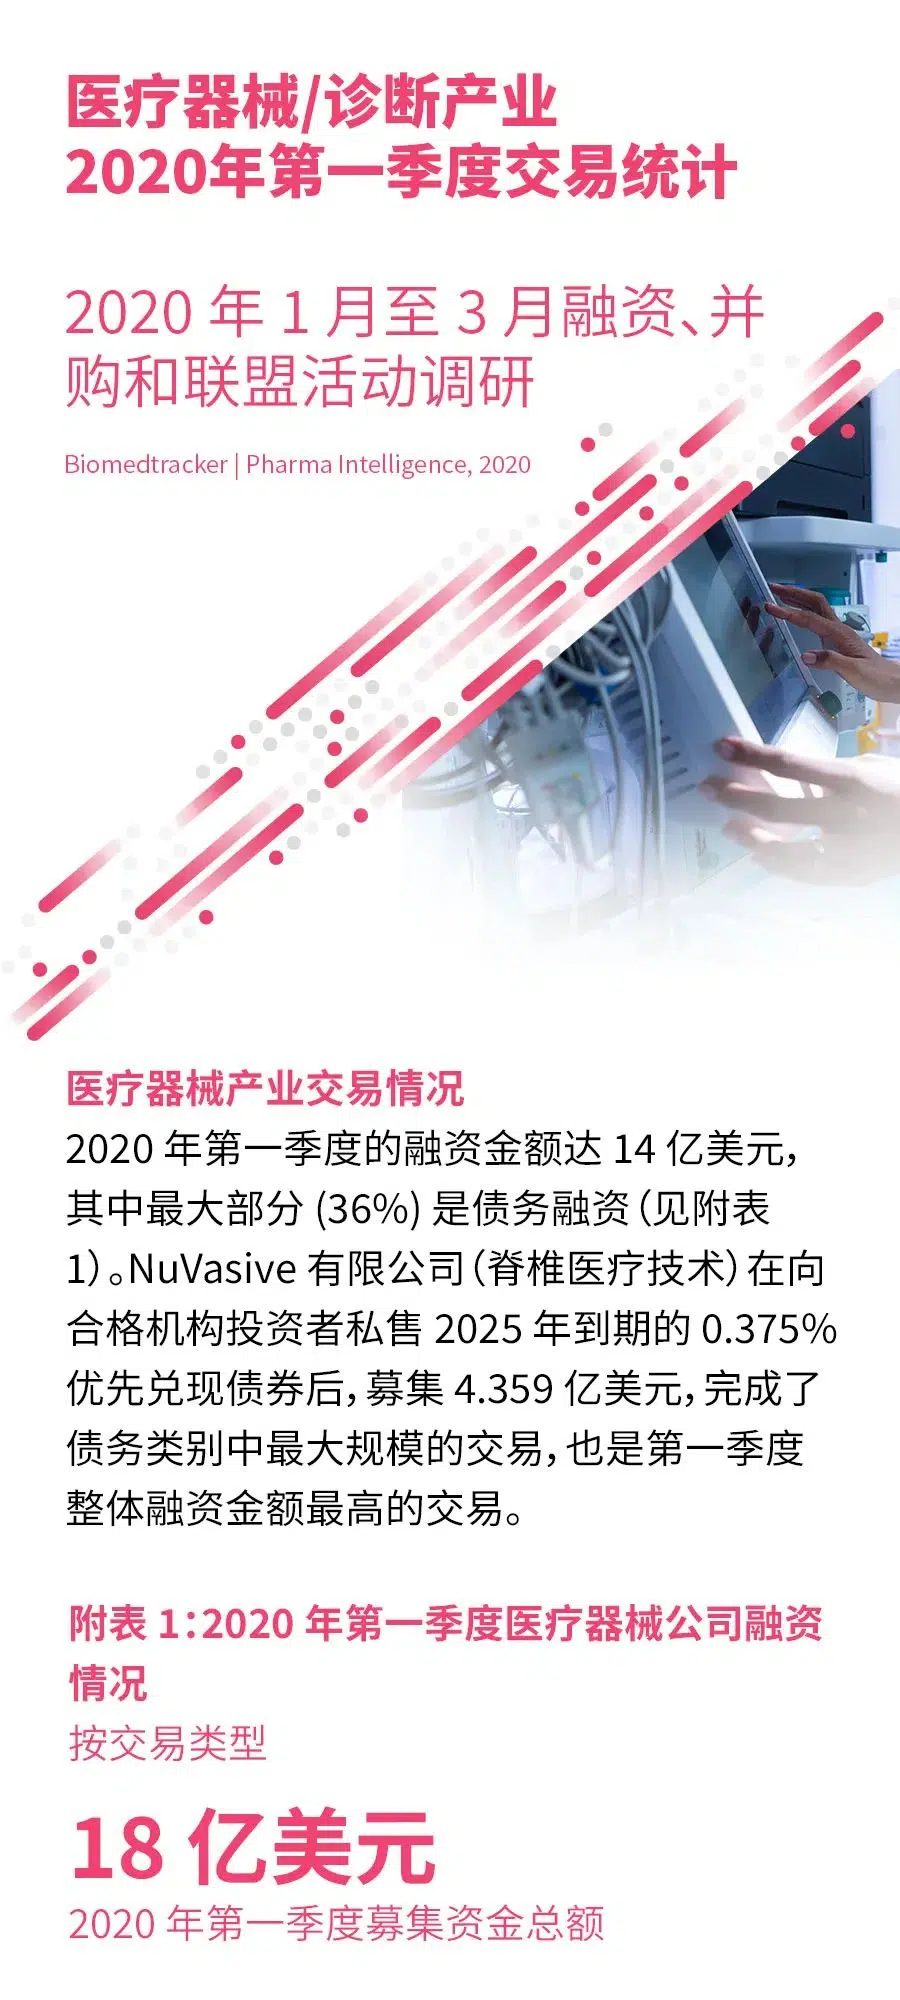 医疗器械/诊断产业
2020年第一季度交易统计
2020 年 1 月至 3 月融资、并
购和联盟活动调研
Biomedtracker | Pharma Intelligence, 2020
医疗器械产业交易情况
2020 年第一季度的融资金额达 14 亿美元，
其中最大部分 (36%) 是债务融资（见附表
1）。NuVasive 有限公司（脊椎医疗技术）在向
合格机构投资者私售 2025 年到期的 0.375%
优先兑现债券后，募集 4.359 亿美元，完成了
债务类别中最大规模的交易，也是第一季度
整体融资金额最高的交易。
附表 1：2020 年第一季度医疗器械公司融资
情况
按交易类型
18 亿美元
2020 年第一季度募集资金总额